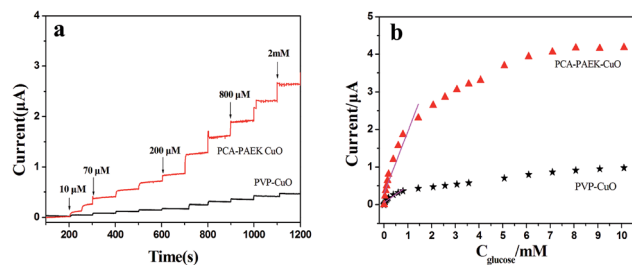 a
Current(μA)
4
3
2
1
0
2mM
800 μM
200 μM
70 μM
10 μM
PCA-PAEK CuO
PVP-CuO
200 400 600 800 1000 1200
Time(s)
b
Current/μA
5
4
3
2
1
0
PCA-PAEK-CuO
PVP-CuO
0 1 2 3 4 5 6 7 8 9 10
C glucose/mM